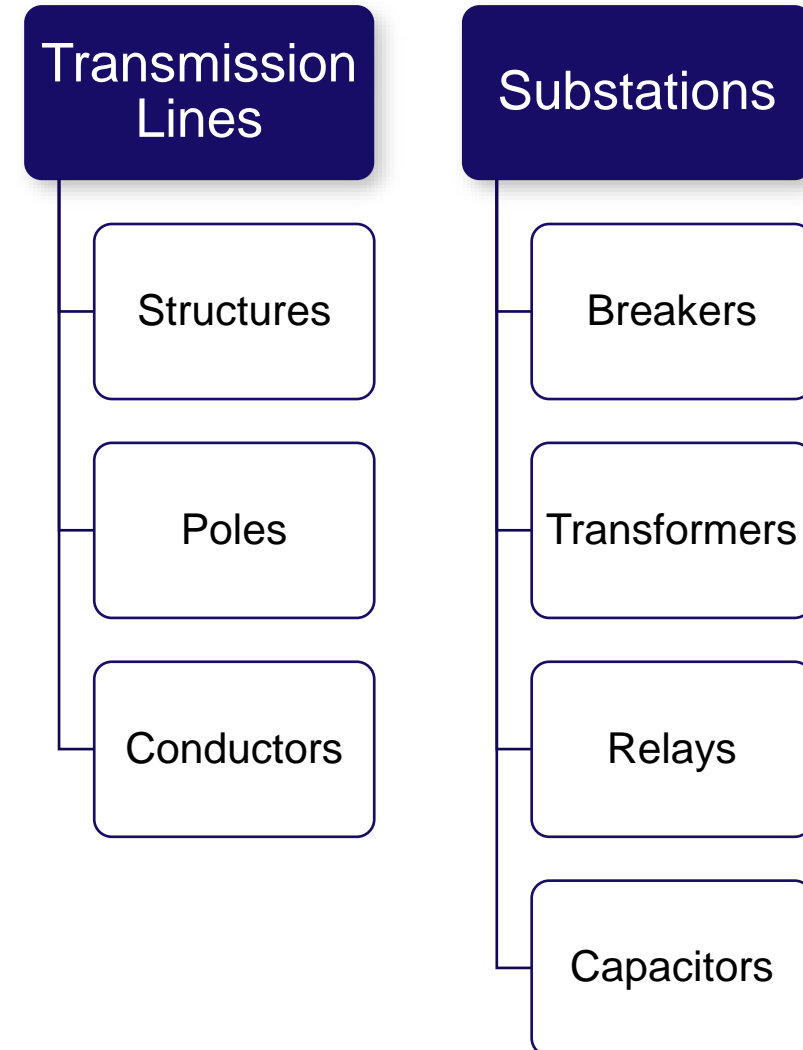 Transmission
Lines
Structures
Poles
Conductors
Substations
Breakers
Transformers
Relays
Capacitors